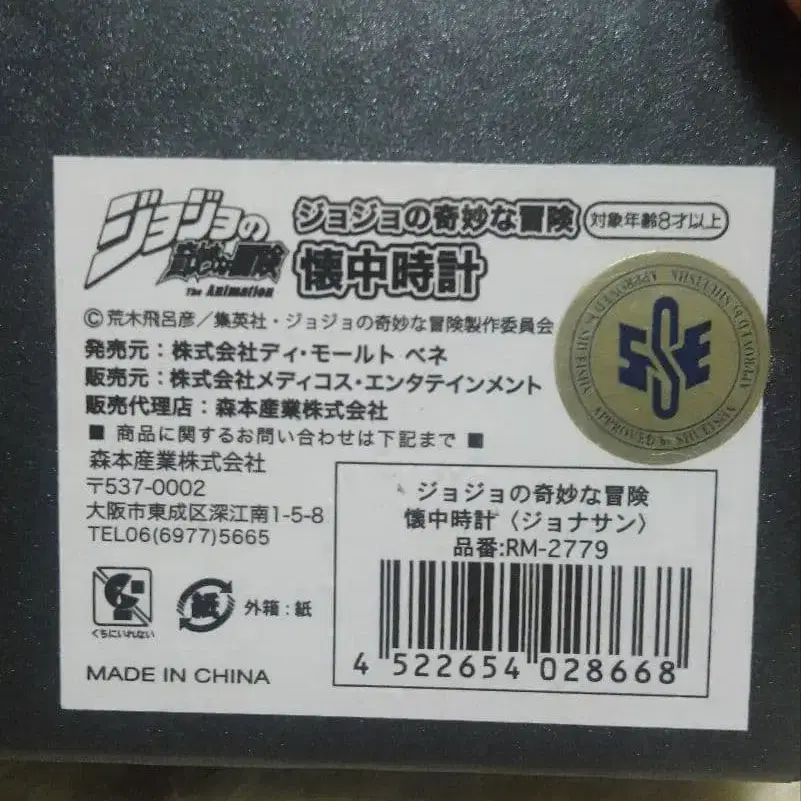 ジョジョの
奇妙な冒険
The Animation
ジョジョの奇妙な冒険
対象年齢8才以上
懐中時計
©荒木飛呂彦/集英社・ジョジョの奇妙な冒険製作委員会
発売元:株式会社ディ・モールト ベネ
販売元:株式会社メディコス・エンタテインメント
販売代理店:森本産業株式会社
■ 商品に関するお問い合わせは下記まで ■
森本産業株式会社
〒537-0002
大阪市東成区深江南1-5-8
TEL06(6977)5665
くちにいれない
紙
外箱:紙
MADE IN CHINA
APPROVED by SHUEISHA
APPROVED by SHUEISHA
ジョジョの奇妙な冒険
懐中時計〈ジョナサン〉
品番:RM-2779
4 522654 028668